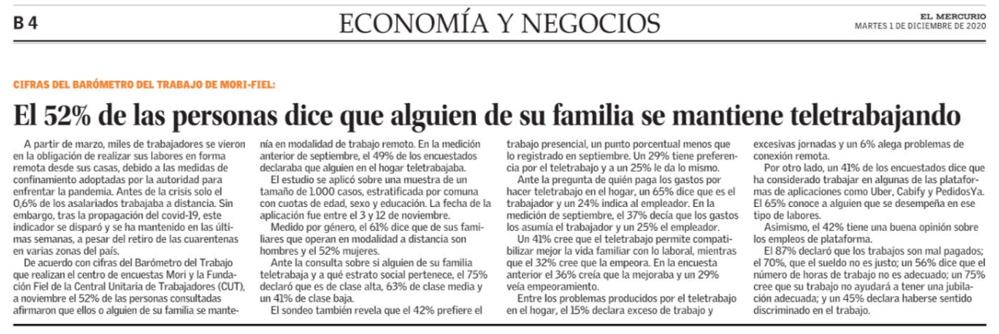 B 4
ECONOMÍA Y NEGOCIOS
EL MERCURIO
MARTES 1 DE DICIEMBRE DE 2020
CIFRAS DEL BARÓMETRO DEL TRABAJO DE MORI-FIEL:
El 52% de las personas dice que alguien de su familia se mantiene teletrabajando
A partir de marzo, miles de trabajadores se vieron
en la obligación de realizar sus labores en forma
remota desde sus casas, debido a las medidas de
confinamiento adoptadas por la autoridad para
enfrentar la pandemia. Antes de la crisis solo el
0,6% de los asalariados trabajaba a distancia. Sin
embargo, tras la propagación del covid-19, este
indicador se disparó y se ha mantenido en las últi-
mas semanas, a pesar del retiro de las cuarentenas
en varias zonas del país.
De acuerdo con cifras del Barómetro del Trabajo
que realizan el centro de encuestas Mori y la Funda-
ción Fiel de la Central Unitaria de Trabajadores (CUT),
a noviembre el 52% de las personas consultadas
afirmaron que ellos o alguien de su familia se mante-
nía en modalidad de trabajo remoto. En la medición
anterior de septiembre, el 49% de los encuestados
declaraba que alguien en el hogar teletrabajaba.
El estudio se aplicó sobre una muestra de un
tamaño de 1.000 casos, estratificada por comuna
con cuotas de edad, sexo y educación. La fecha de la
aplicación fue entre el 3 y 12 de noviembre.
Medido por género, el 61% dice que de sus fami-
liares que operan en modalidad a distancia son
hombres y el 52% mujeres.
Ante la consulta sobre si alguien de su familia
teletrabaja y a qué estrato social pertenece, el 75%
declaró que es de clase alta, 63% de clase media y
un 41% de clase baja.
El sondeo también revela que el 42% prefiere el
trabajo presencial, un punto porcentual menos que
lo registrado en septiembre. Un 29% tiene preferen-
cia por el teletrabajo y a un 25% le da lo mismo.
Ante la pregunta de quién paga los gastos por
hacer teletrabajo en el hogar, un 65% dice que es el
trabajador y un 24% indica al empleador. En la
medición de septiembre, el 37% decía que los gastos
los asumía el trabajador y un 25% el empleador.
Un 41% cree que el teletrabajo permite compati-
bilizar mejor la vida familiar con lo laboral, mientras
que el 32% cree que la empeora. En la encuesta
anterior el 36% creía que la mejoraba y un 29%
veía empeoramiento.
Entre los problemas producidos por el teletrabajo
en el hogar, el 15% declara exceso de trabajo y
excesivas jornadas y un 6% alega problemas de
conexión remota.
Por otro lado, un 41% de los encuestados dice que
ha considerado trabajar en algunas de las platafor-
mas de aplicaciones como Uber, Cabify y PedidosYa.
El 65% conoce a alguien que se desempeña en ese
tipo de labores.
Asimismo, el 42% tiene una buena opinión sobre
los empleos de plataforma.
El 87% declaró que los trabajos son mal pagados;
el 70%, que el sueldo no es justo; un 56% dice que el
número de horas de trabajo no es adecuado; un 75%
cree que su trabajo no ayudará a tener una jubila-
ción adecuada; y un 45% declara haberse sentido
discriminado en el trabajo.